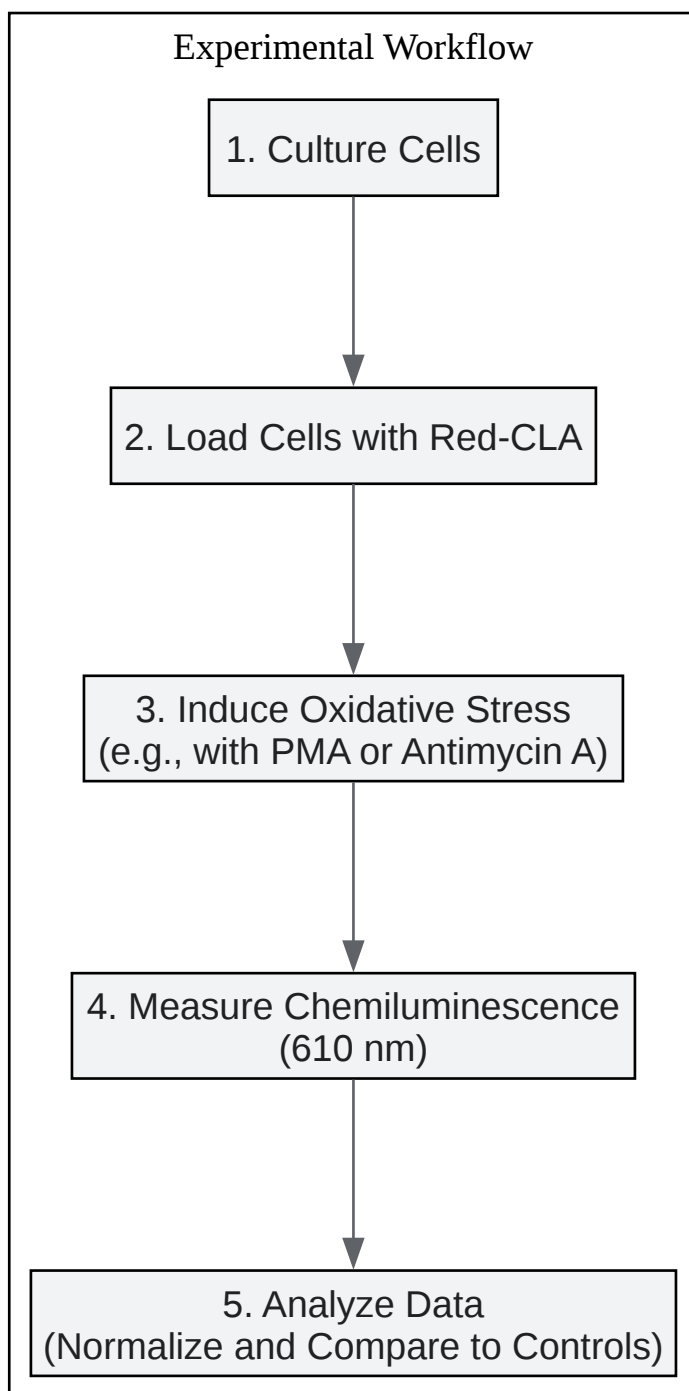 Experimental Workflow
1. Culture Cells
2. Load Cells with Red-CLA
3. Induce Oxidative Stress
(e.g., with PMA or Antimycin A)
4. Measure Chemiluminescence
(610 nm)
5. Analyze Data
(Normalize and Compare to Controls)